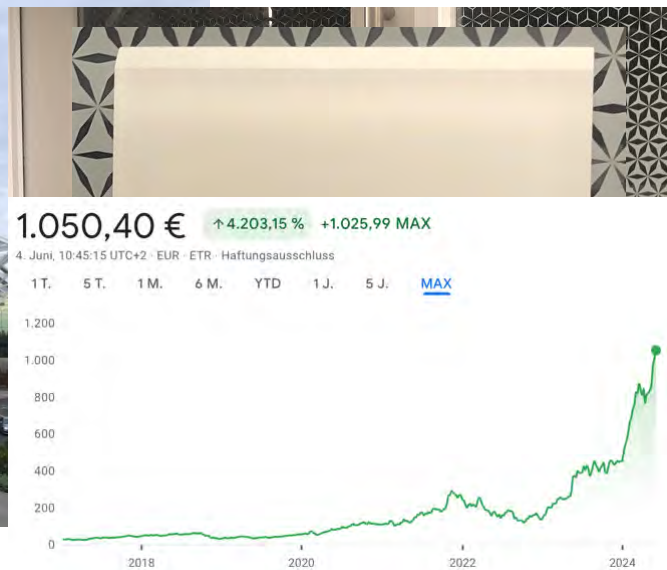 1.050,40 € ↑4.203,15 % +1.025,99 MAX
4. Juni, 10:45:15 UTC+2 · EUR · ETR · Haftungsausschluss
1 T. 5 T. 1 M. 6 M. YTD 1 J. 5 J. MAX
1.200
1.000
800
600
400
200
0
2018 2020 2022 2024